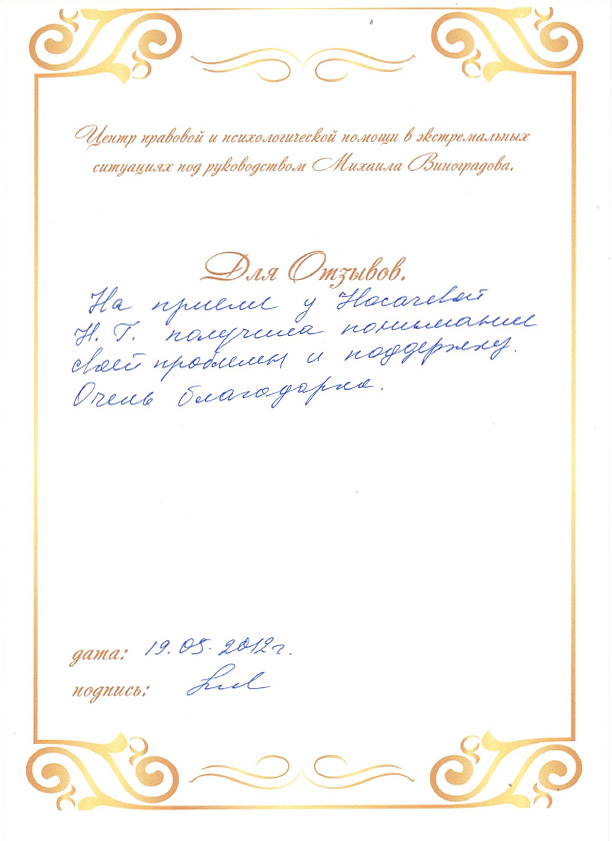 Центр правовой и психологической помощи в экстремальных
ситуациях под руководством Михаила Виноградова.
Для Отзывов.
На приеме у Носачевой
Н. Г. получила понимание
своей проблемы и поддержку.
Очень благодарна.
дата: 19.05.2012г.
подпись: